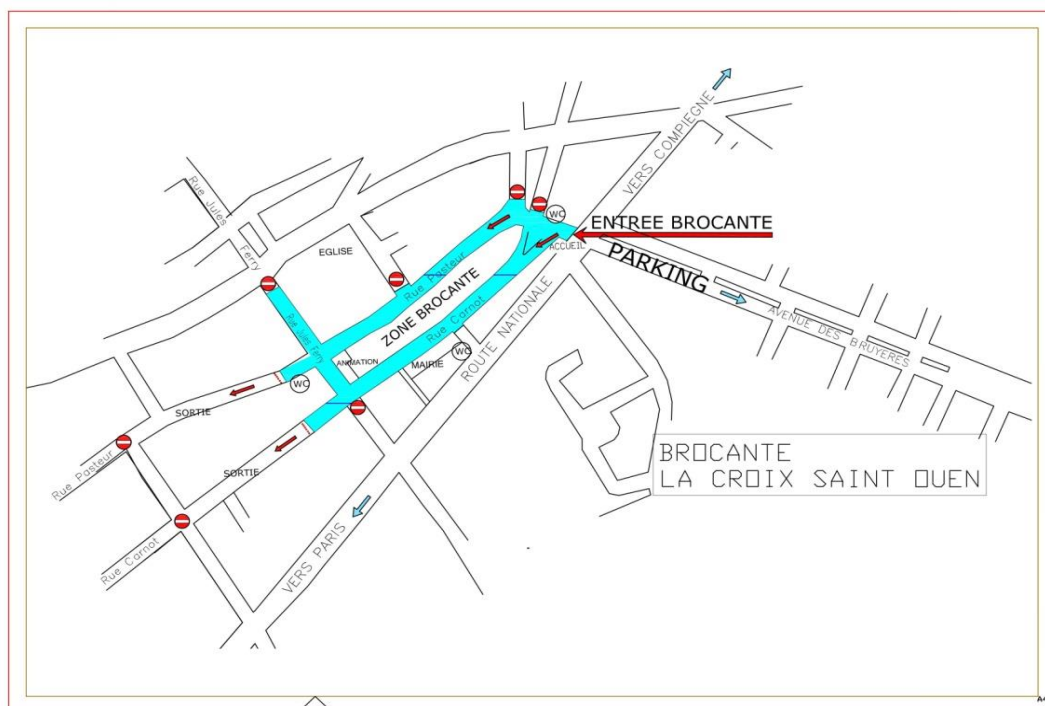 VERS COMPIEGNE
Rue Jules
Ferry
WC
ENTREE BROCANTE
ACCUEIL
PARKING
EGLISE
Rue Pasteur
ZONE BROCANTE
Rue Carnot
ROUTE NATIONALE
AVENUE DES BRUYERES
Rue Jules Ferry
ANIMATION
MAIRIE
WC
WC
SORTIE
SORTIE
Rue Pasteur
Rue Carnot
VERS PARIS
BROCANTE
LA CROIX SAINT OUEN
A4